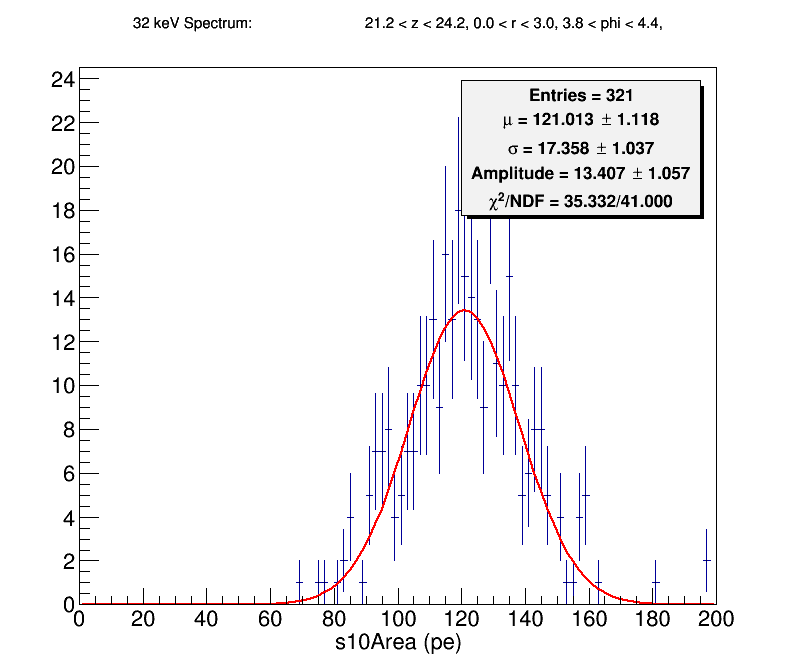 32 keV Spectrum: 21.2 < z < 24.2, 0.0 < r < 3.0, 3.8 < phi < 4.4,
Entries = 321
μ = 121.013 ± 1.118
σ = 17.358 ± 1.037
Amplitude = 13.407 ± 1.057
χ²/NDF = 35.332/41.000
24
22
20
18
16
14
12
10
8
6
4
2
0
0 20 40 60 80 100 120 140 160 180 200
s10Area (pe)